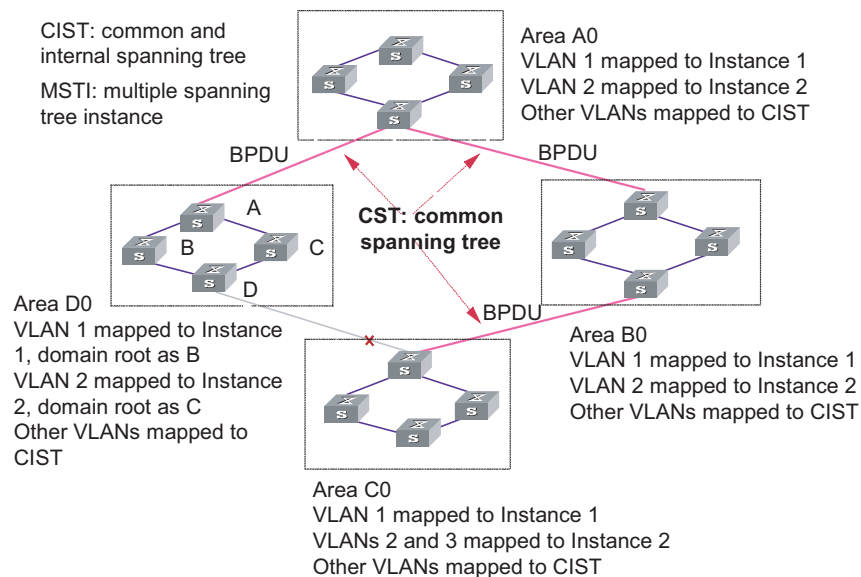 CIST: common and
internal spanning tree
MSTI: multiple spanning
tree instance
Area A0
VLAN 1 mapped to Instance 1
VLAN 2 mapped to Instance 2
Other VLANs mapped to CIST
X
S
X
S
X
S
X
S
BPDU
BPDU
CST: common
spanning tree
X
S
A
X
S
B
X
S
C
X
S
D
X
S
X
S
X
S
X
S
BPDU
Area D0
VLAN 1 mapped to Instance
1, domain root as B
VLAN 2 mapped to Instance
2, domain root as C
Other VLANs mapped to
CIST
Area B0
VLAN 1 mapped to Instance 1
VLAN 2 mapped to Instance 2
Other VLANs mapped to CIST
X
S
X
S
X
S
X
S
Area C0
VLAN 1 mapped to Instance 1
VLANs 2 and 3 mapped to Instance 2
Other VLANs mapped to CIST